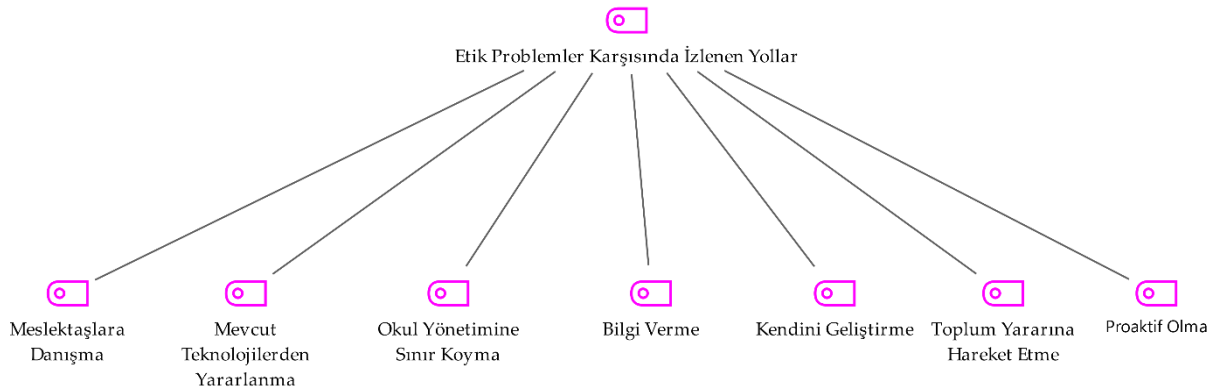 Etik Problemler Karşısında İzlenen Yollar
Meslektaşlara
Danışma
Mevcut
Teknolojilerden
Yararlanma
Okul Yönetimine
Sınır Koyma
Bilgi Verme
Kendini Geliştirme
Toplum Yararına
Hareket Etme
Proaktif Olma